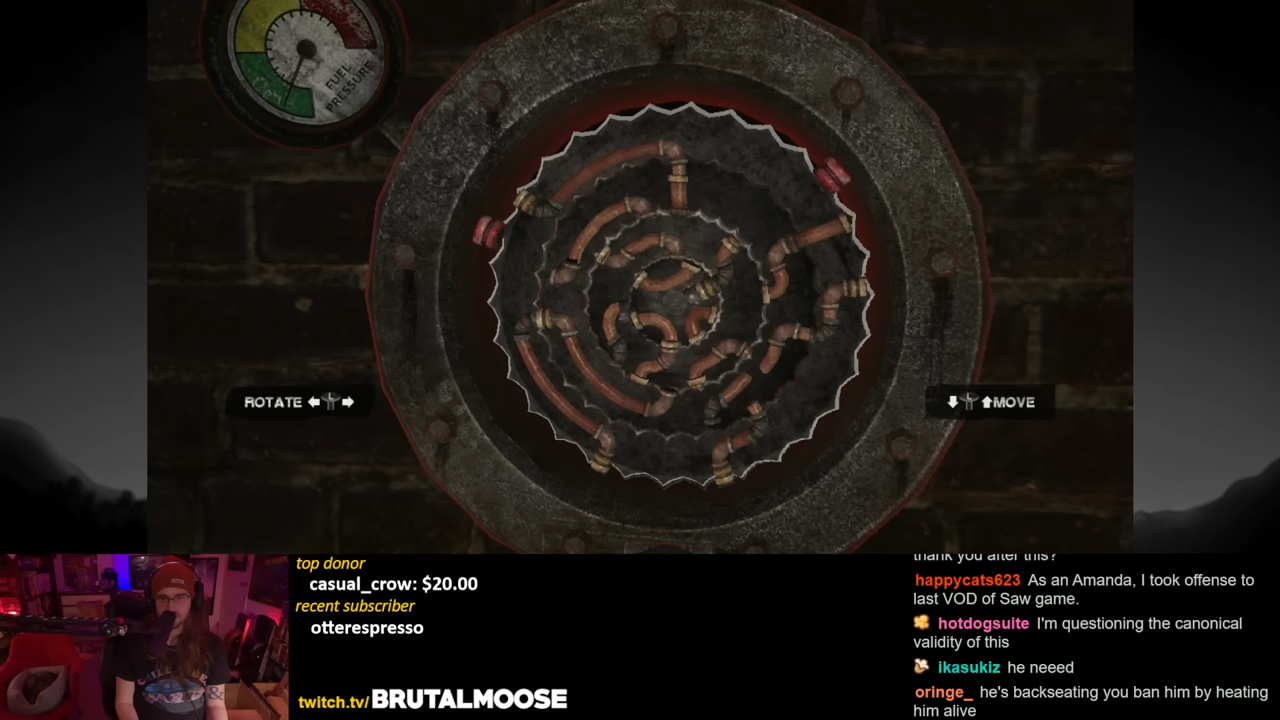 FUEL
PRESSURE
ROTATE
MOVE
top donor
casual_crow: $20.00
recent subscriber
otterespresso
twitch.tv/BRUTALMOOSE
thank you after this?
happycats623 As an Amanda, I took offense to
last VOD of Saw game.
hotdogsuite I'm questioning the canonical
validity of this
ikasukiz he neeed
oringe_ he's backseating you ban him by heating
him alive